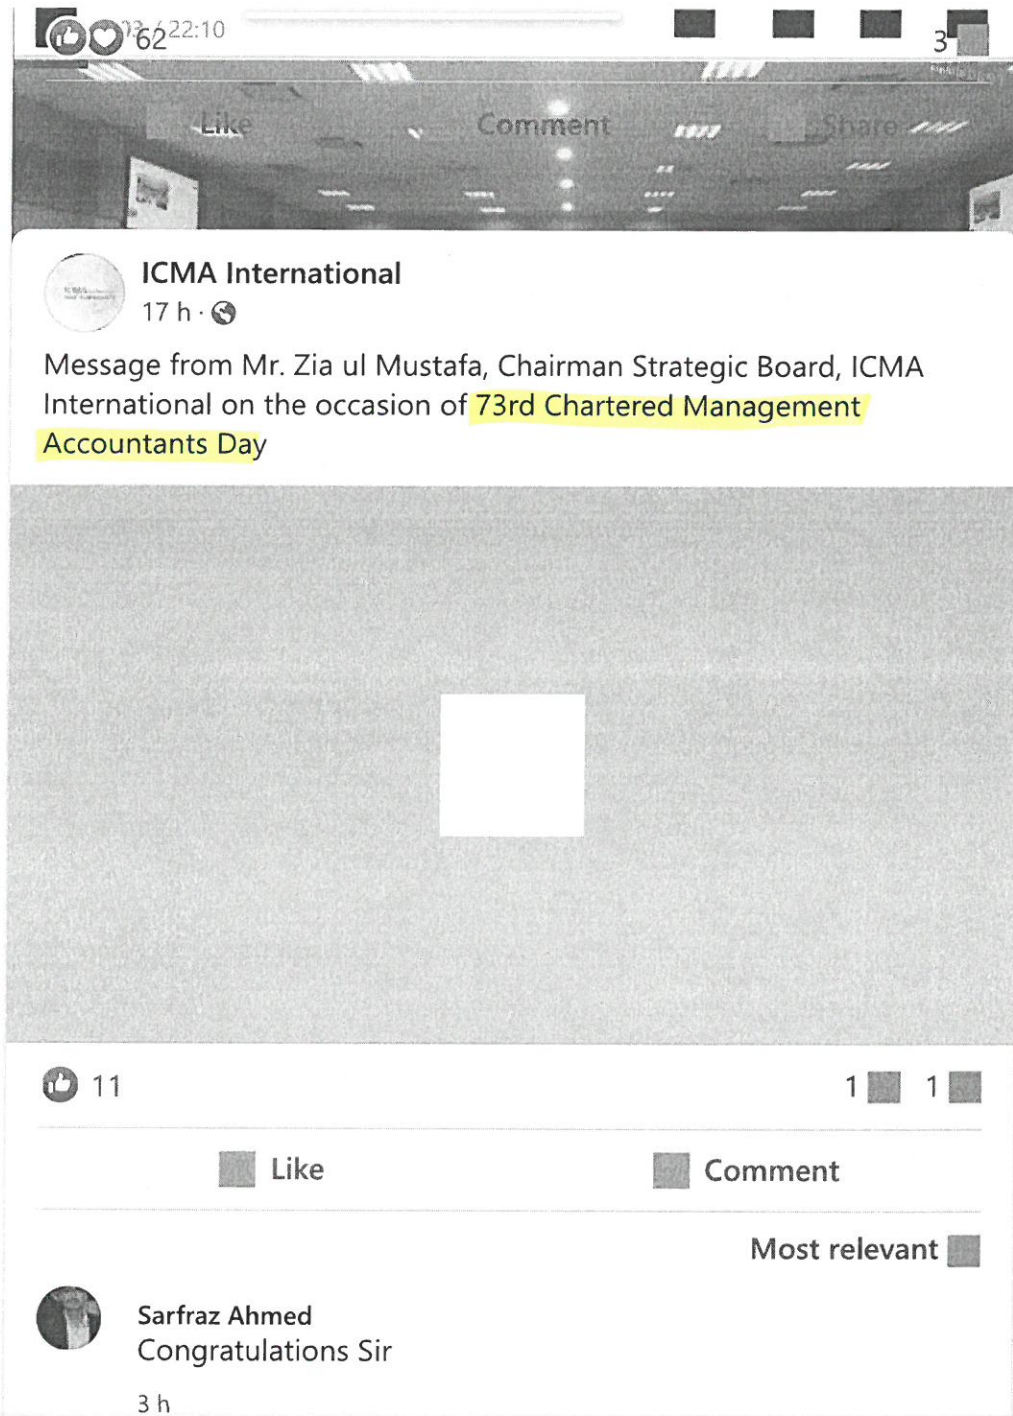 62
22:10
3
Like Comment Share
ICMA International
17 h ·
Message from Mr. Zia ul Mustafa, Chairman Strategic Board, ICMA
International on the occasion of 73rd Chartered Management
Accountants Day
11
1 1
Like Comment
Most relevant
Sarfraz Ahmed
Congratulations Sir
3 h